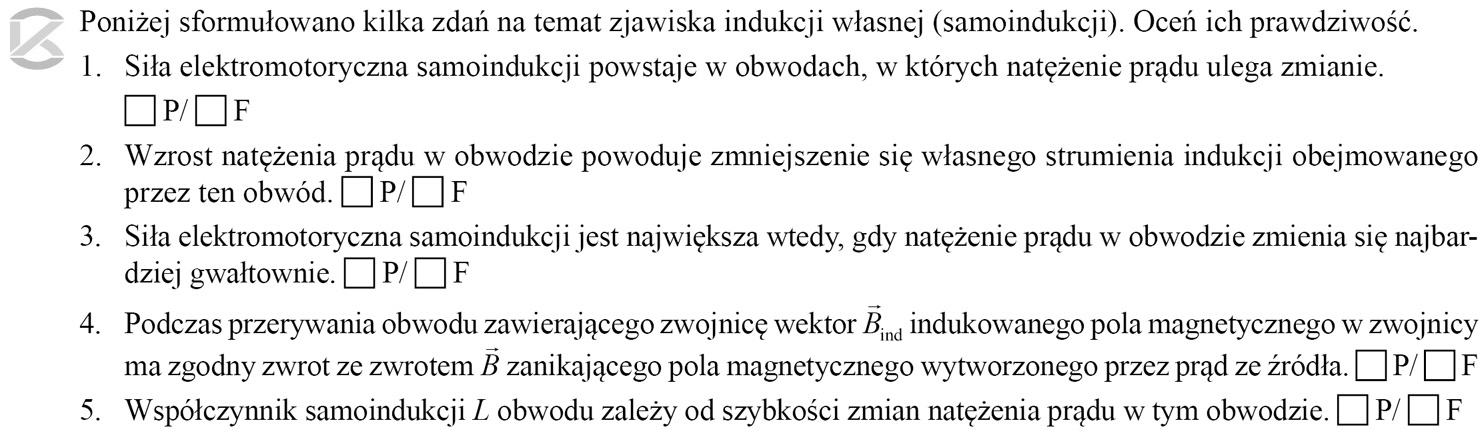 Poniżej sformułowano kilka zdań na temat zjawiska indukcji własnej (samoindukcji). Oceń ich prawdziwość.
1. Siła elektromotoryczna samoindukcji powstaje w obwodach, w których natężenie prądu ulega zmianie.
☐ P/ ☐ F
2. Wzrost natężenia prądu w obwodzie powoduje zmniejszenie się własnego strumienia indukcji obejmowanego
przez ten obwód. ☐ P/ ☐ F
3. Siła elektromotoryczna samoindukcji jest największa wtedy, gdy natężenie prądu w obwodzie zmienia się najbar-
dziej gwałtownie. ☐ P/ ☐ F
4. Podczas przerywania obwodu zawierającego zwojnicę wektor $\vec{B}_{\text{ind}}$ indukowanego pola magnetycznego w zwojnicy
ma zgodny zwrot ze zwrotem $\vec{B}$ zanikającego pola magnetycznego wytworzonego przez prąd ze źródła. ☐ P/ ☐ F
5. Współczynnik samoindukcji L obwodu zależy od szybkości zmian natężenia prądu w tym obwodzie. ☐ P/ ☐ F